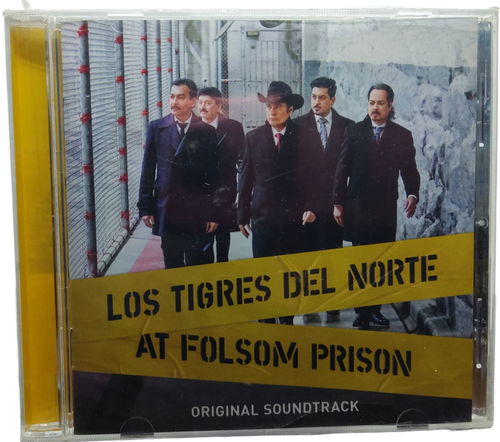 LOS TIGRES DEL NORTE
AT FOLSOM PRISON
ORIGINAL SOUNDTRACK